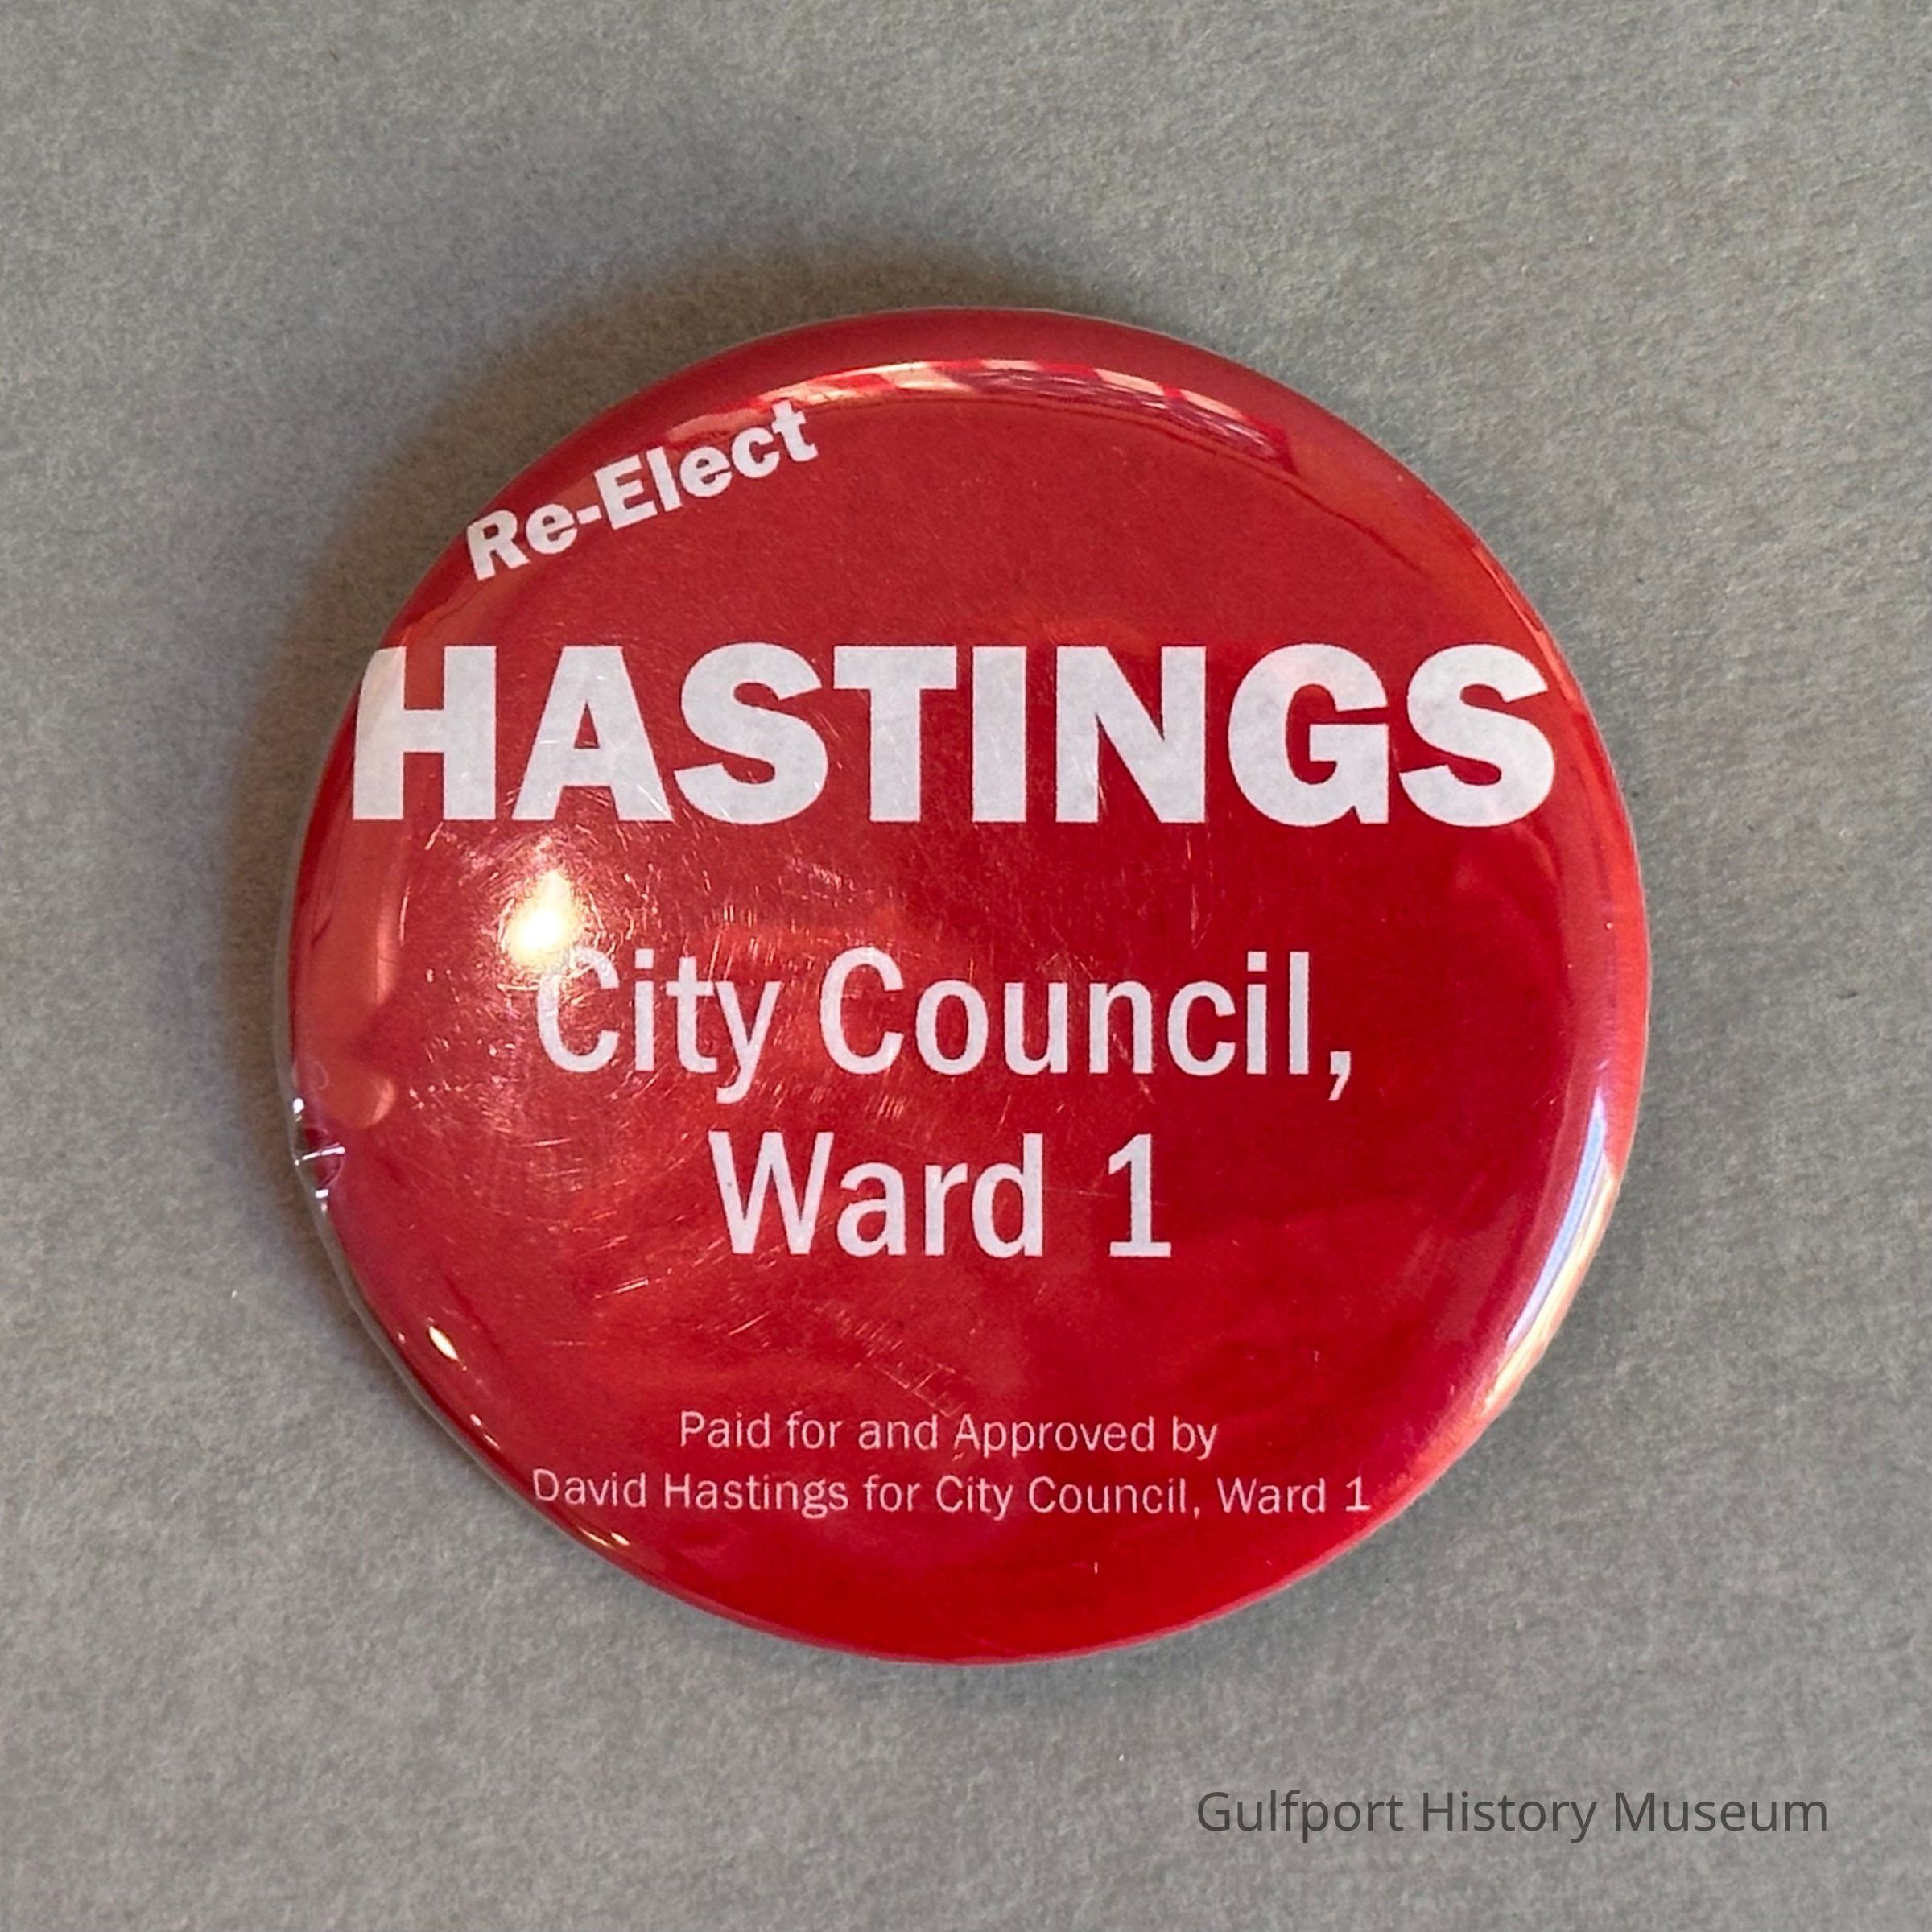 Re-Elect
HASTINGS
City Council,
Ward 1
Paid for and Approved by
David Hastings for City Council, Ward 1
Gulfport History Museum